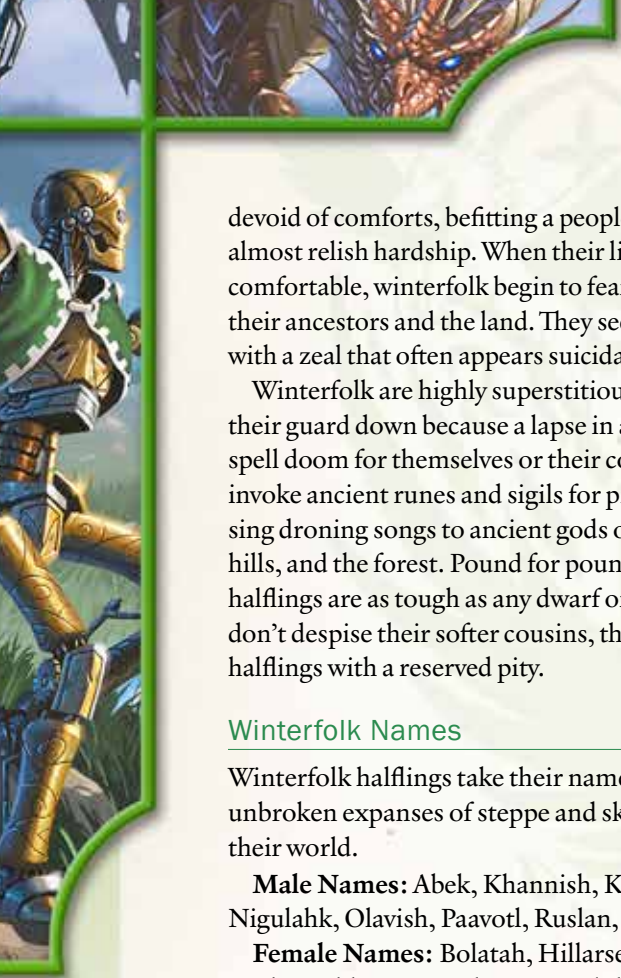 devoid of comforts, befitting a peopl
almost relish hardship. When their li
comfortable, winterfolk begin to fear
their ancestors and the land. They see
with a zeal that often appears suicida
Winterfolk are highly superstitiou
their guard down because a lapse in a
spell doom for themselves or their co
invoke ancient runes and sigils for p
sing droning songs to ancient gods o
hills, and the forest. Pound for poun
halflings are as tough as any dwarf o
don’t despise their softer cousins, th
halflings with a reserved pity.
Winterfolk Names
Winterfolk halflings take their name
unbroken expanses of steppe and sk
their world.
Male Names: Abek, Khannish, K
Nigulahk, Olavish, Paavotl, Ruslan,
Female Names: Bolatah, Hillarse